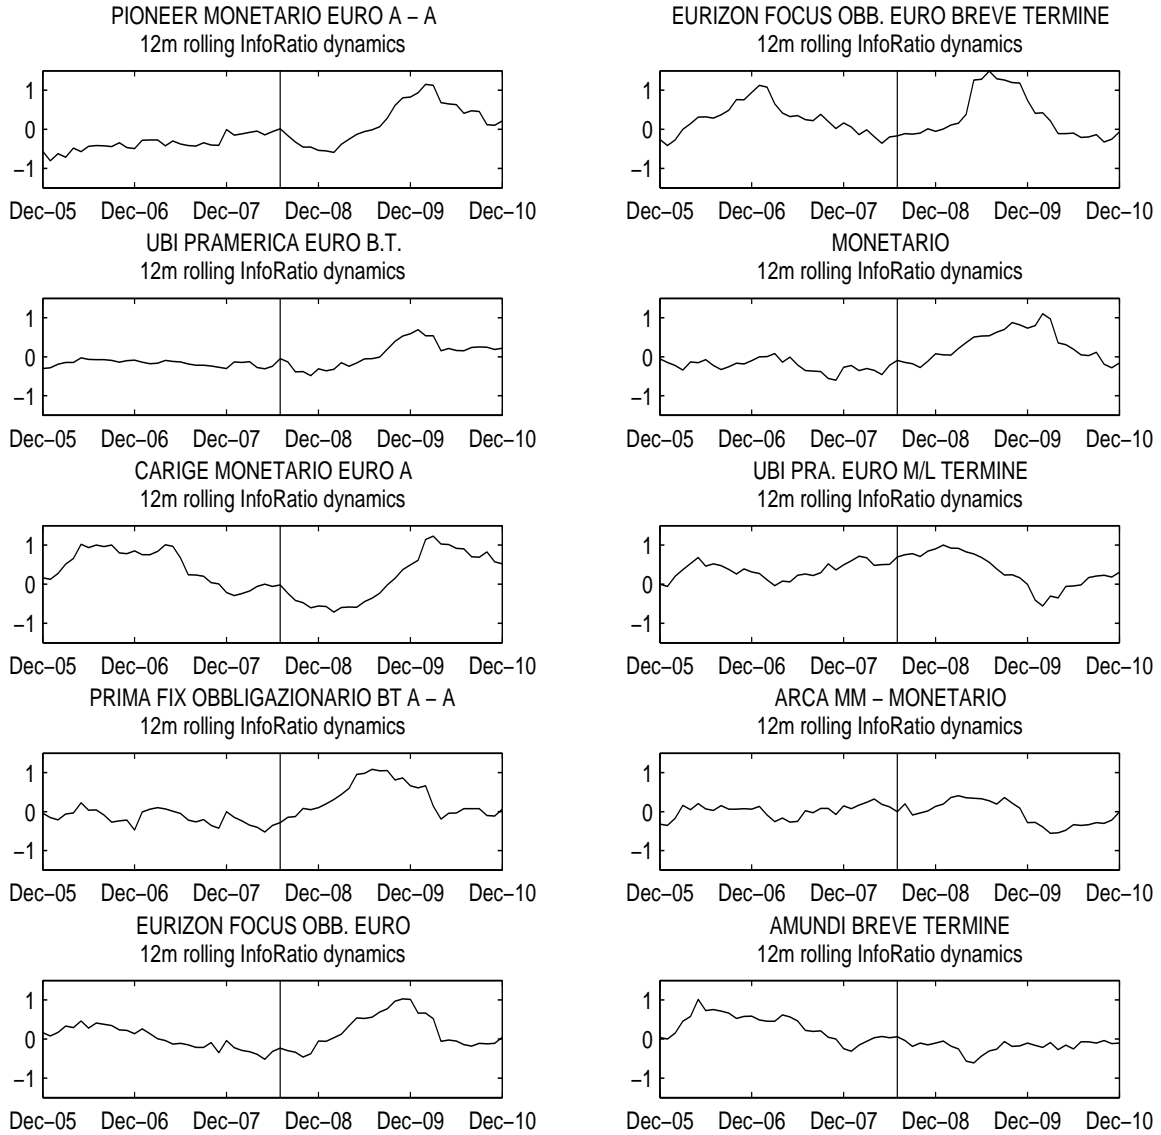 PIONEER MONETARIO EURO A − A
12m rolling InfoRatio dynamics
1
0
−1
Dec−05 Dec−06 Dec−07 Dec−08 Dec−09 Dec−10
EURIZON FOCUS OBB. EURO BREVE TERMINE
12m rolling InfoRatio dynamics
1
0
−1
Dec−05 Dec−06 Dec−07 Dec−08 Dec−09 Dec−10
UBI PRAMERICA EURO B.T.
12m rolling InfoRatio dynamics
1
0
−1
Dec−05 Dec−06 Dec−07 Dec−08 Dec−09 Dec−10
MONETARIO
12m rolling InfoRatio dynamics
1
0
−1
Dec−05 Dec−06 Dec−07 Dec−08 Dec−09 Dec−10
CARIGE MONETARIO EURO A
12m rolling InfoRatio dynamics
1
0
−1
Dec−05 Dec−06 Dec−07 Dec−08 Dec−09 Dec−10
UBI PRA. EURO M/L TERMINE
12m rolling InfoRatio dynamics
1
0
−1
Dec−05 Dec−06 Dec−07 Dec−08 Dec−09 Dec−10
PRIMA FIX OBBLIGAZIONARIO BT A − A
12m rolling InfoRatio dynamics
1
0
−1
Dec−05 Dec−06 Dec−07 Dec−08 Dec−09 Dec−10
ARCA MM − MONETARIO
12m rolling InfoRatio dynamics
1
0
−1
Dec−05 Dec−06 Dec−07 Dec−08 Dec−09 Dec−10
EURIZON FOCUS OBB. EURO
12m rolling InfoRatio dynamics
1
0
−1
Dec−05 Dec−06 Dec−07 Dec−08 Dec−09 Dec−10
AMUNDI BREVE TERMINE
12m rolling InfoRatio dynamics
1
0
−1
Dec−05 Dec−06 Dec−07 Dec−08 Dec−09 Dec−10